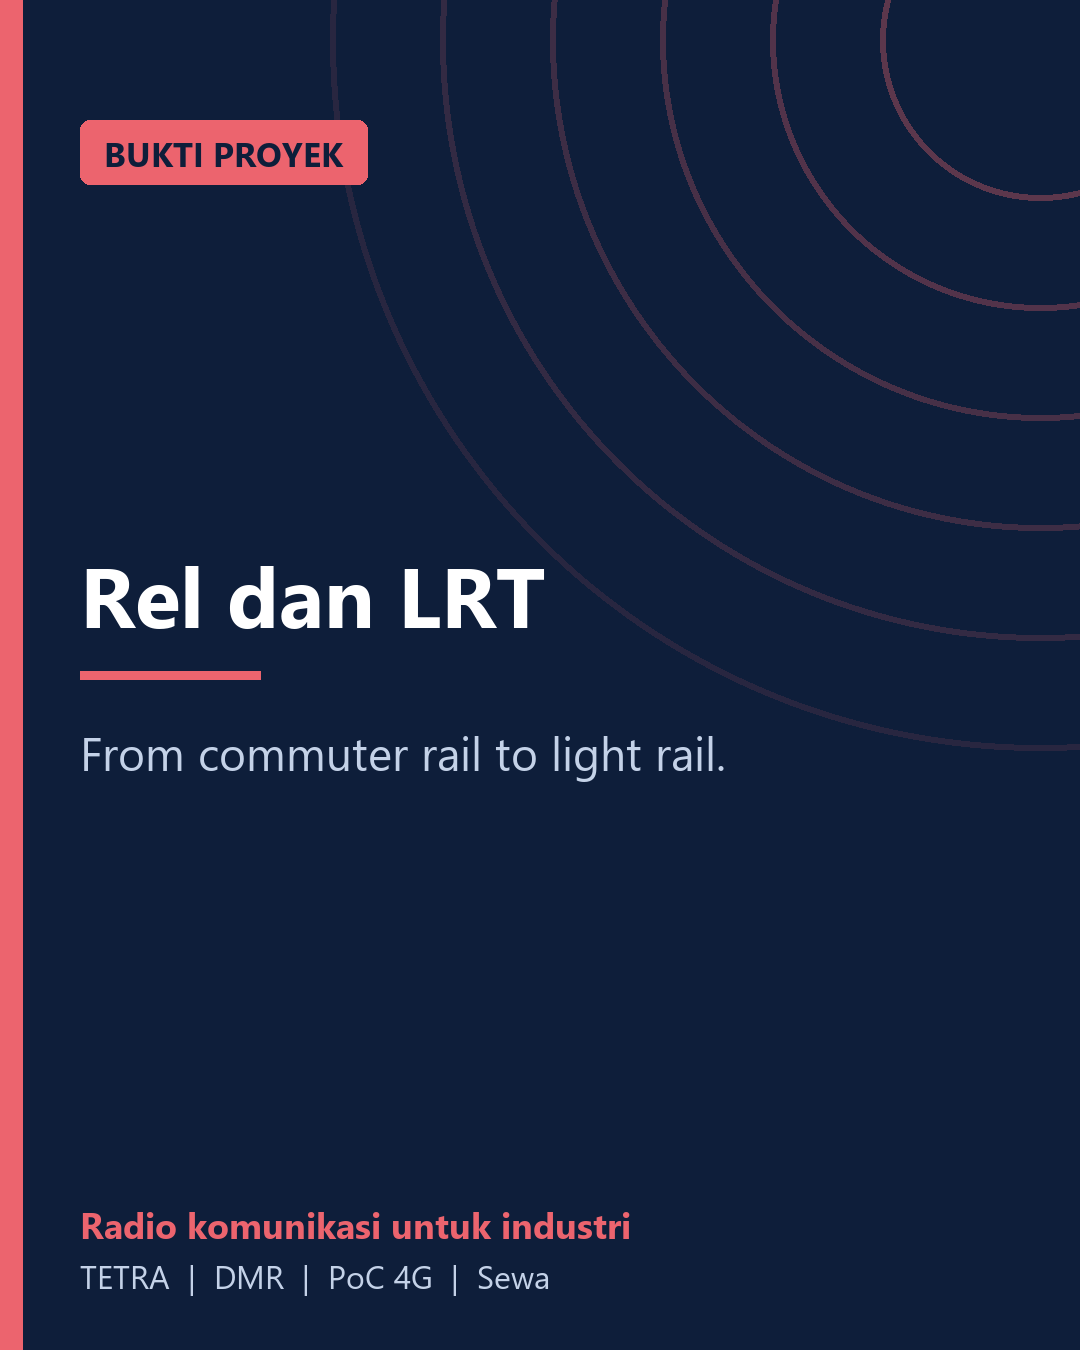 BUKTI PROYEK
Rel dan LRT
From commuter rail to light rail.
Radio komunikasi untuk industri
TETRA | DMR | PoC 4G | Sewa